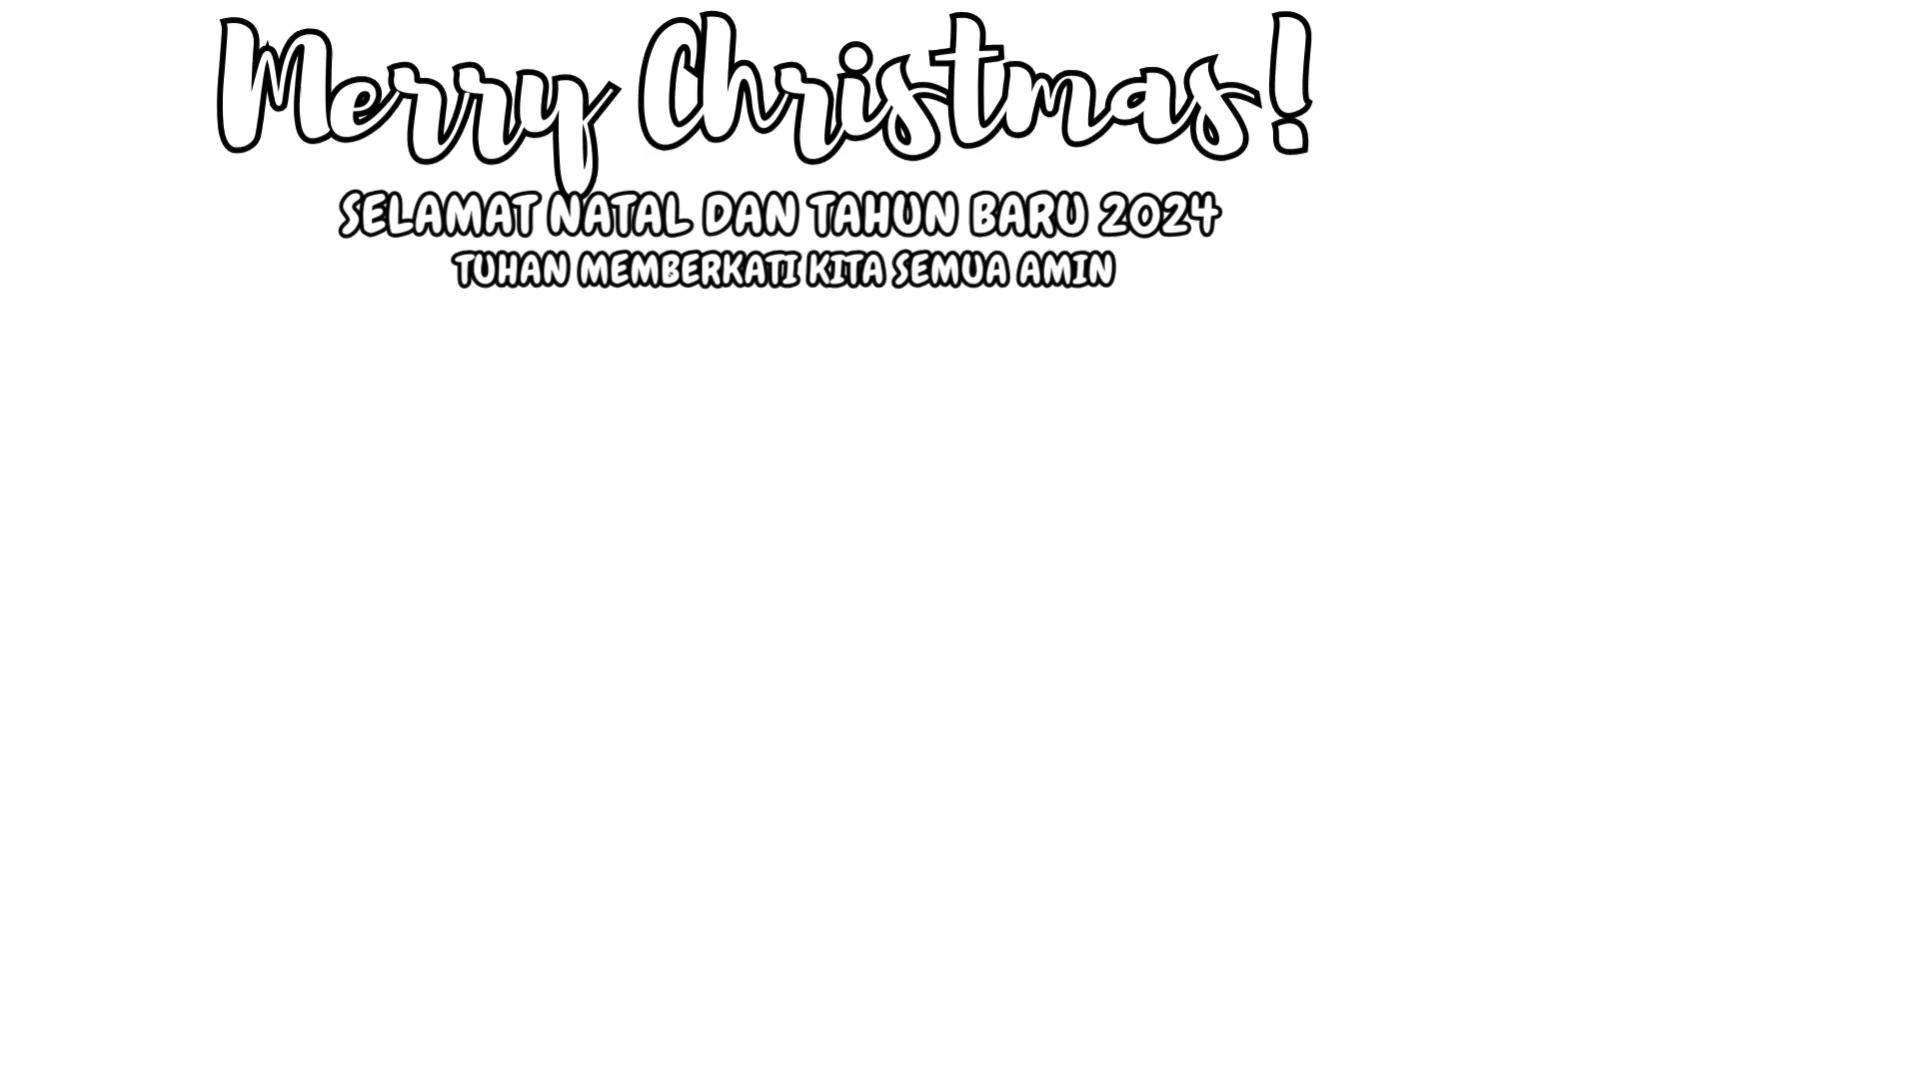 Merry Christmas!
SELAMAT NATAL DAN TAHUN BARU 2024
TUHAN MEMBERKATI KITA SEMUA AMIN